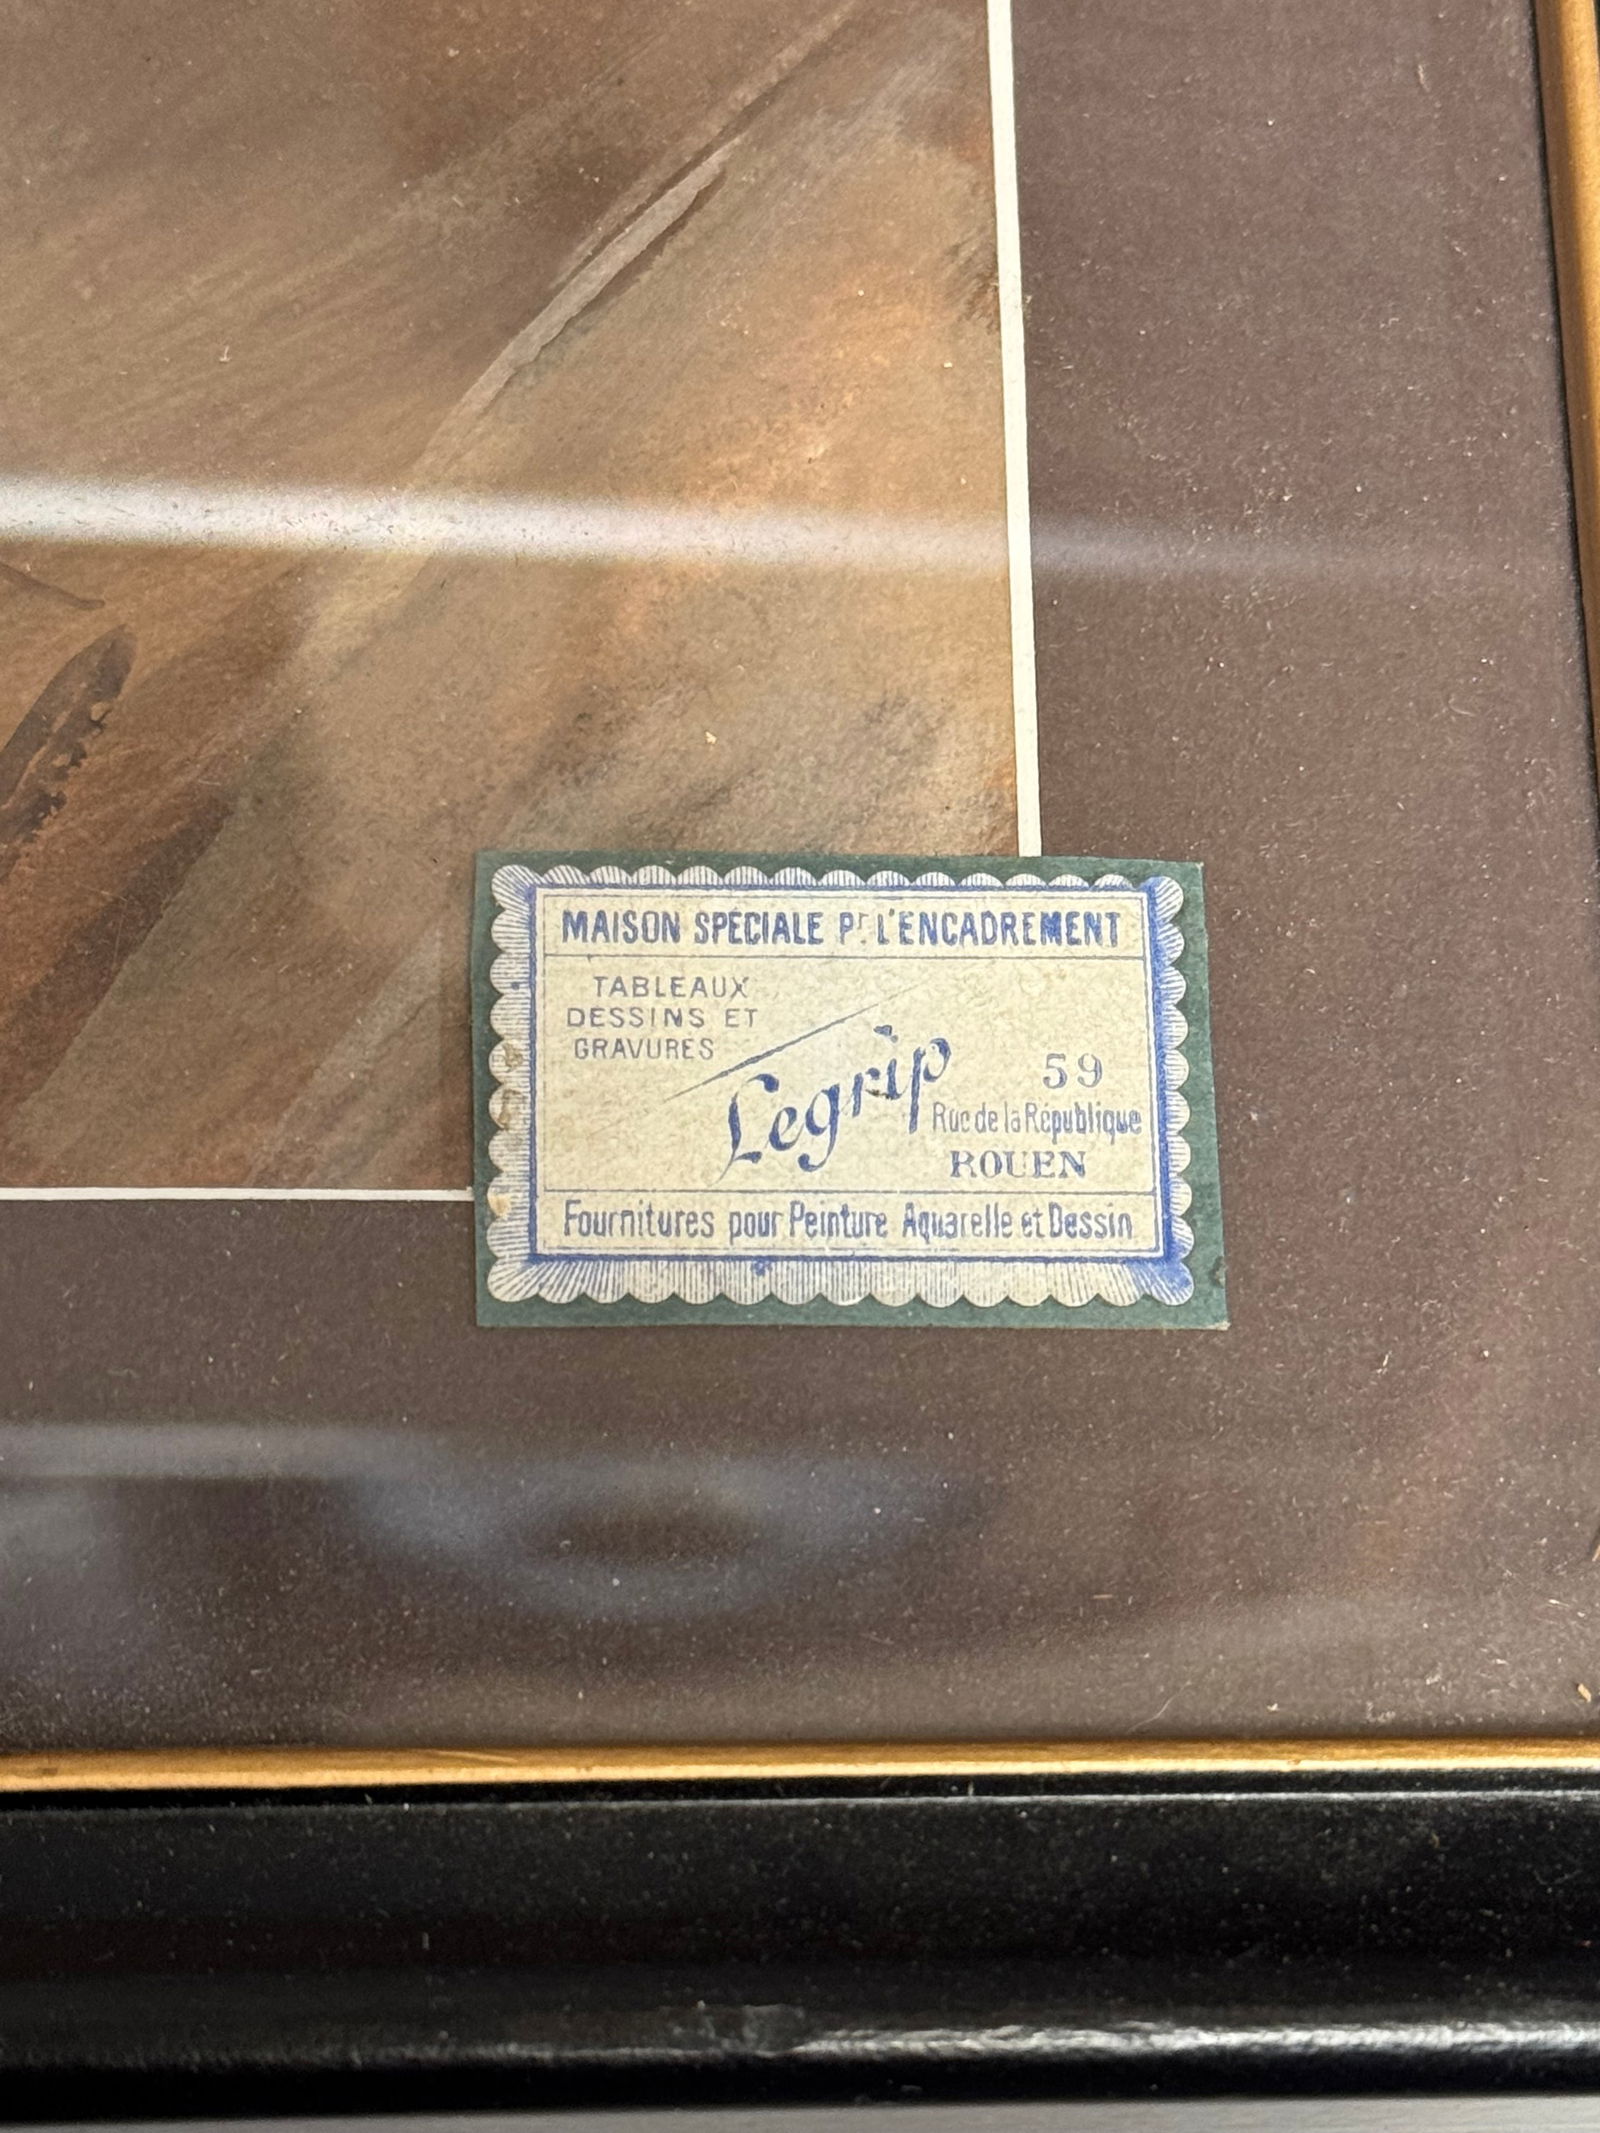 MAISON SPÉCIALE Pr L'ENCADREMENT
TABLEAUX
DESSINS ET
GRAVURES
Legrip
59
Rue de la République
ROUEN
Fournitures pour Peinture Aquarelle et Dessin